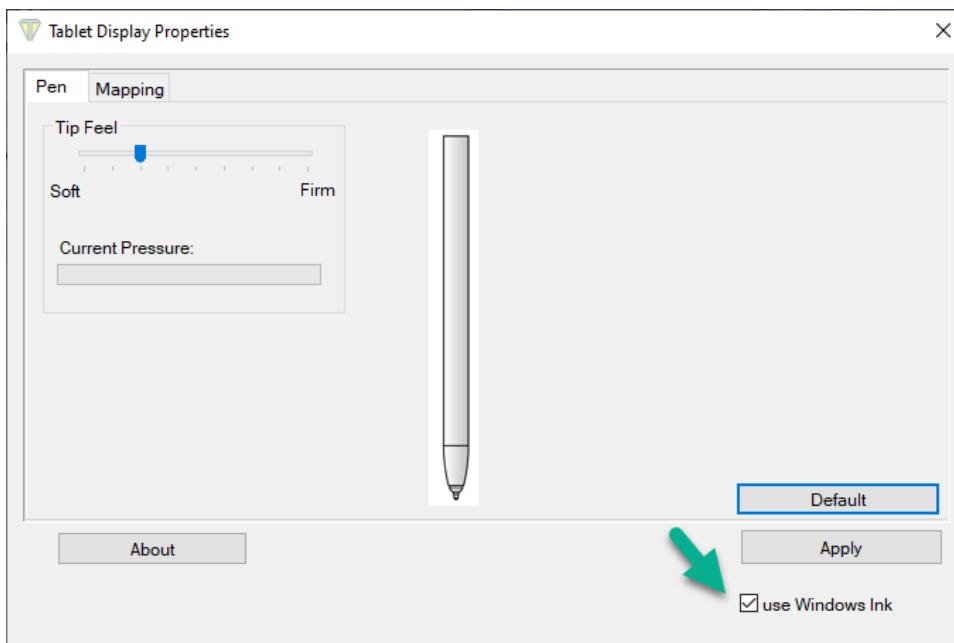 Tablet Display Properties
Pen Mapping
Tip Feel
Soft Firm
Current Pressure:
Default
About Apply
use Windows Ink